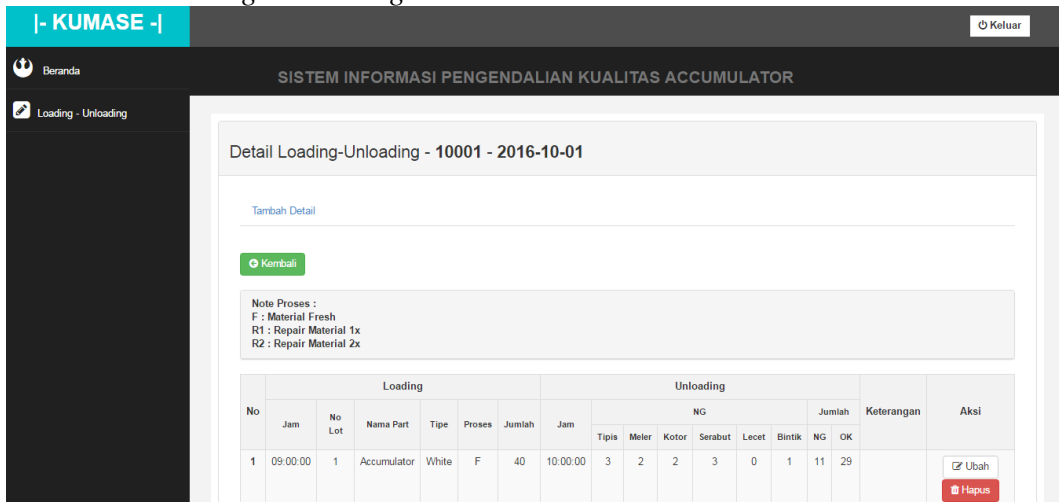 |- KUMASE -|
Keluar
Beranda
SISTEM INFORMASI PENGENDALIAN KUALITAS ACCUMULATOR
Loading - Unloading
Detail Loading-Unloading - 10001 - 2016-10-01
Tambah Detail
Kembali
Note Proses :
F : Material Fresh
R1 : Repair Material 1x
R2 : Repair Material 2x
Loading Unloading
No Jam No Lot Nama Part Tipe Proses Jumlah Jam NG Jumlah Keterangan Aksi
Tipis Meler Kotor Serabut Lecet Bintik NG OK
1 09:00:00 1 Accumulator White F 40 10:00:00 3 2 2 3 0 1 11 29 Ubah
Hapus